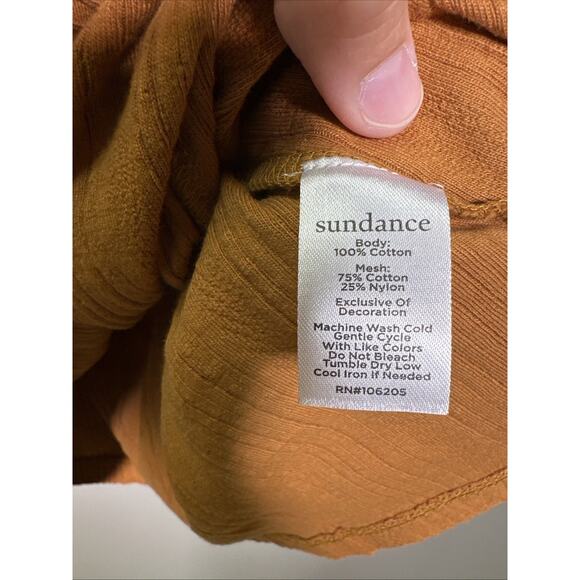 sundance
Body:
100% Cotton
Mesh:
75% Cotton
25% Nylon
Exclusive Of
Decoration
Machine Wash Cold
Gentle Cycle
With Like Colors
Do Not Bleach
Tumble Dry Low
Cool Iron If Needed
RN#106205